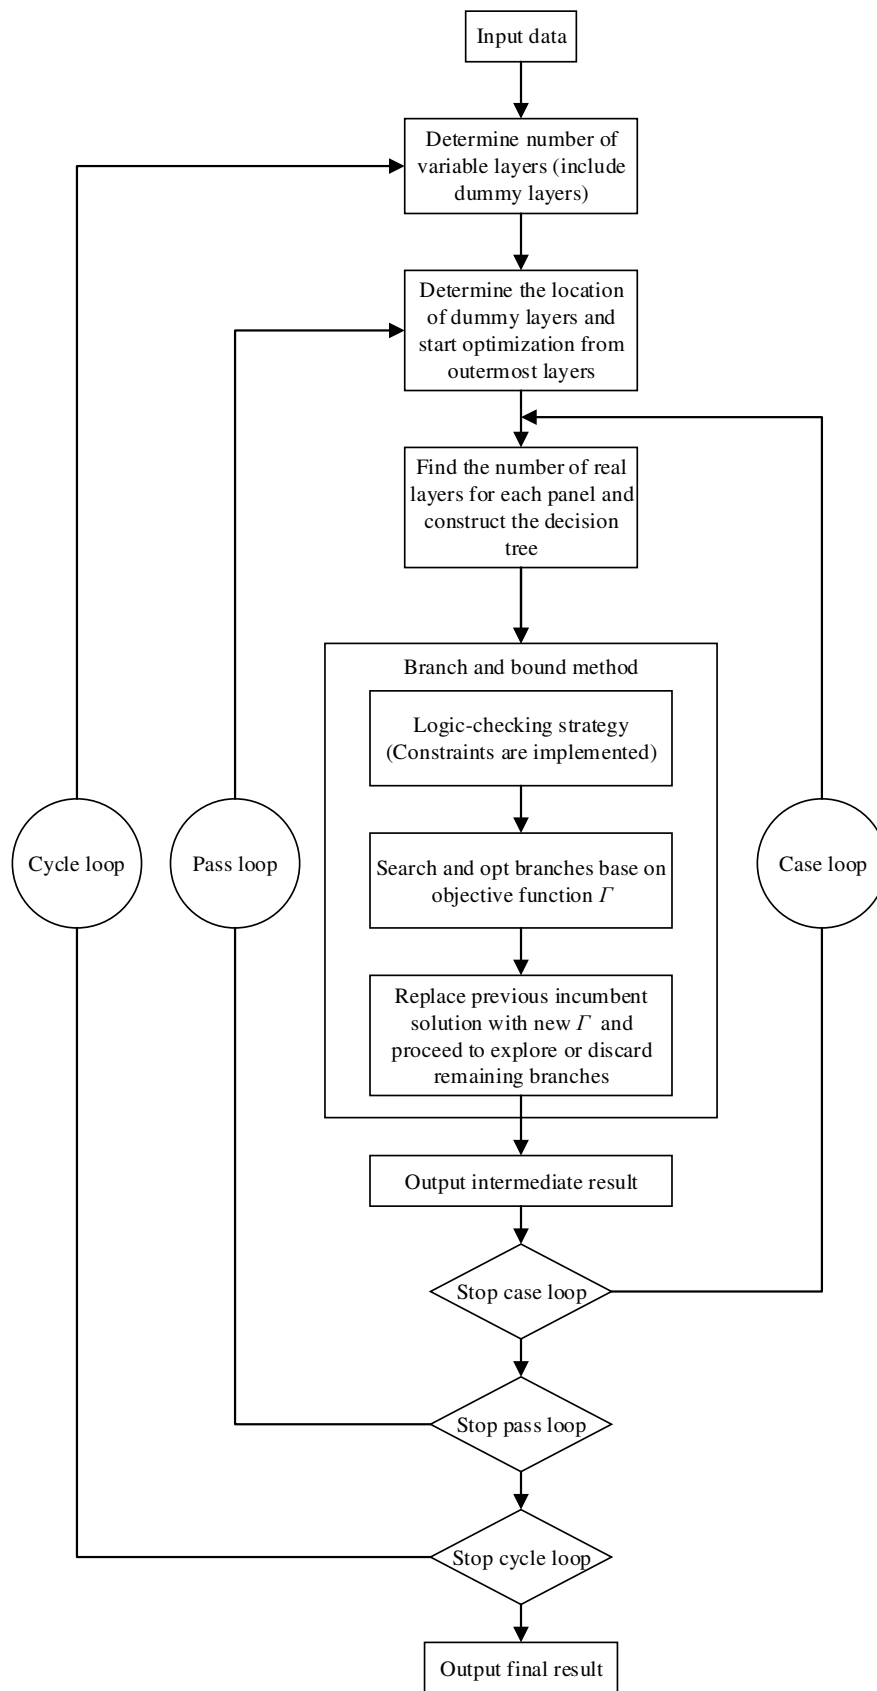 Input data
Determine number of
variable layers (include
dummy layers)
Determine the location
of dummy layers and
start optimization from
outermost layers
Find the number of real
layers for each panel and
construct the decision
tree
Branch and bound method
Logic-checking strategy
(Constraints are implemented)
Cycle loop
Pass loop
Search and opt branches base on
objective function Γ
Case loop
Replace previous incumbent
solution with new Γ and
proceed to explore or discard
remaining branches
Output intermediate result
Stop case loop
Stop pass loop
Stop cycle loop
Output final result